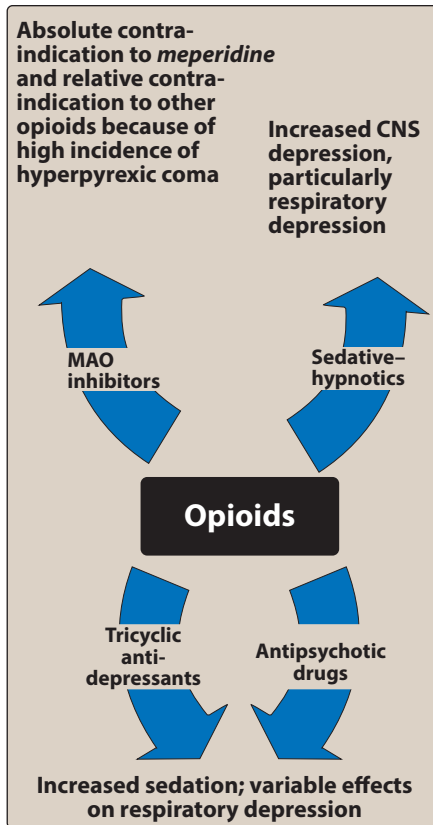 Absolute contra-
indication to meperidine
and relative contra-
indication to other
opioids because of
high incidence of
hyperpyrexic coma
Increased CNS
depression,
particularly
respiratory
depression
MAO
inhibitors
Sedative–
hypnotics
Opioids
Tricyclic
anti-
depressants
Antipsychotic
drugs
Increased sedation; variable effects
on respiratory depression